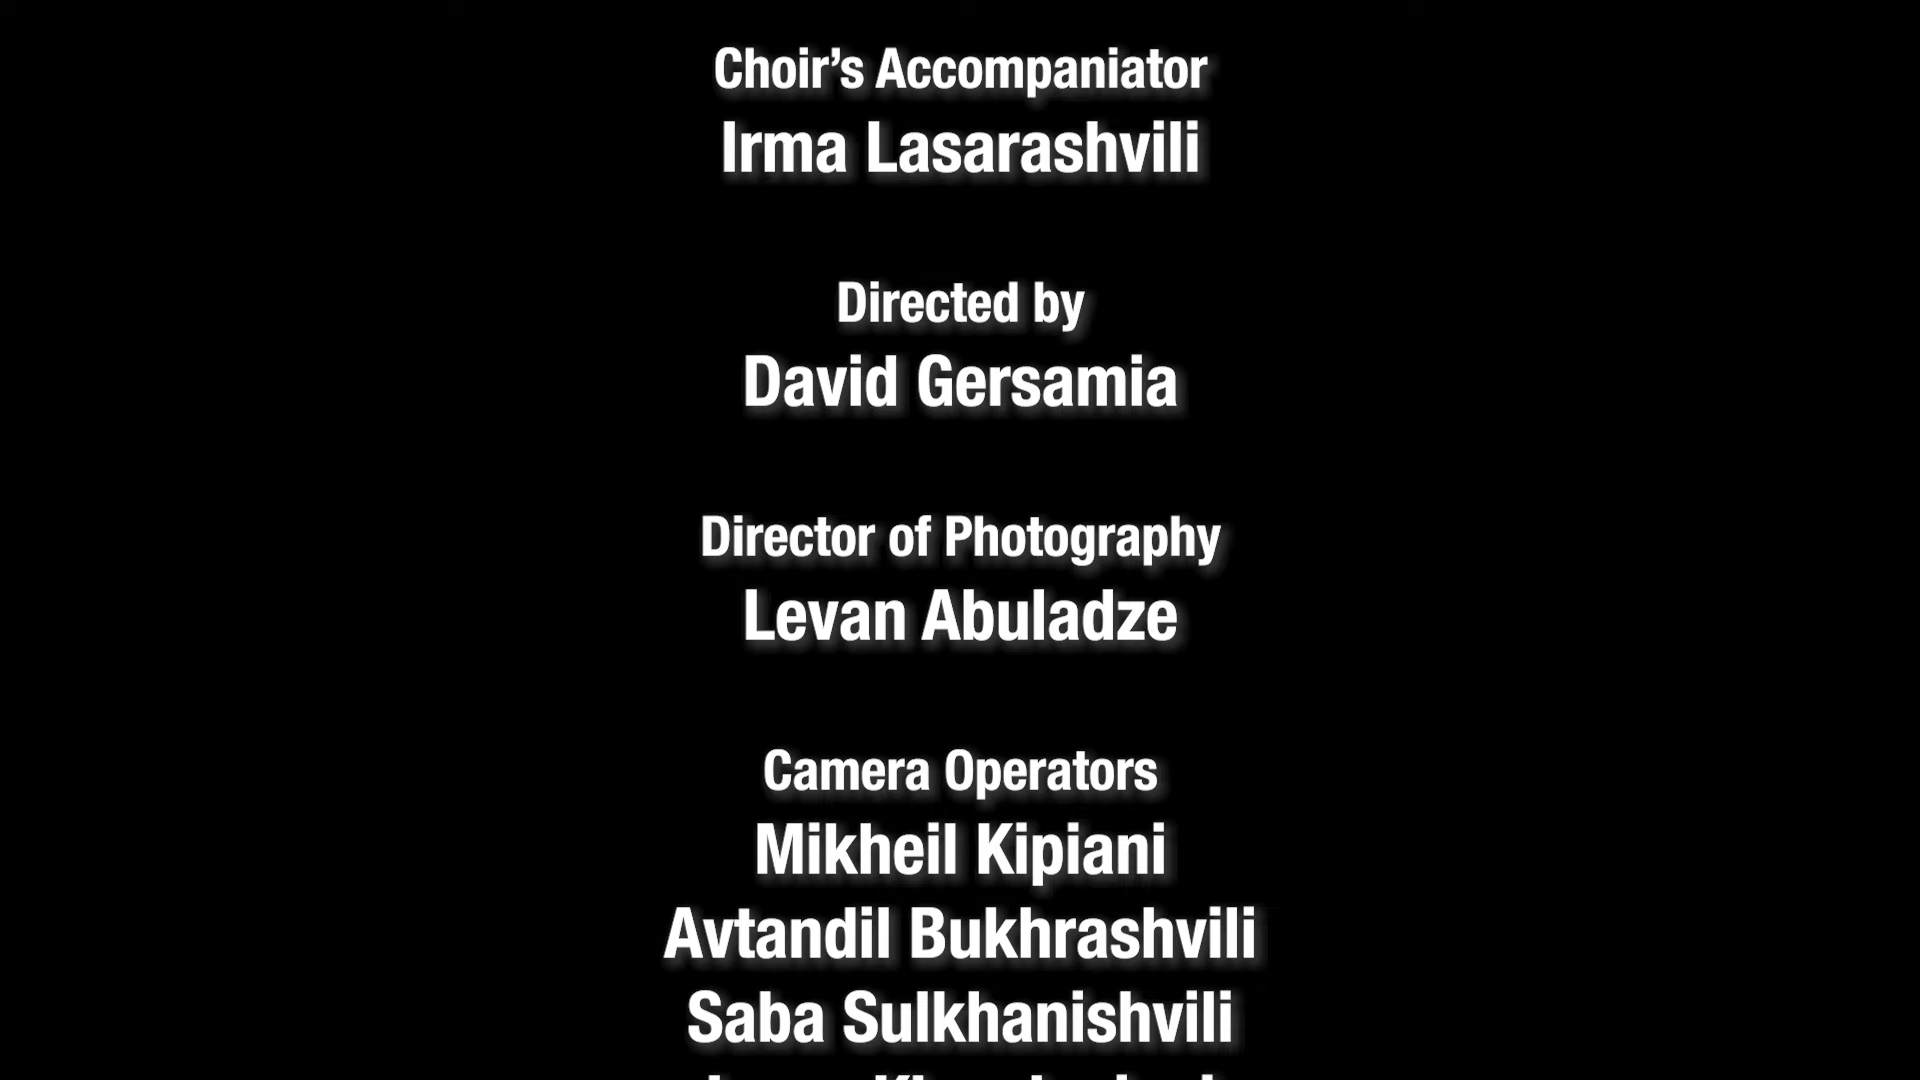 Choir’s Accompaniator
Irma Lasarashvili
Directed by
David Gersamia
Director of Photography
Levan Abuladze
Camera Operators
Mikheil Kipiani
Avtandil Bukhrashvili
Saba Sulkhanishvili